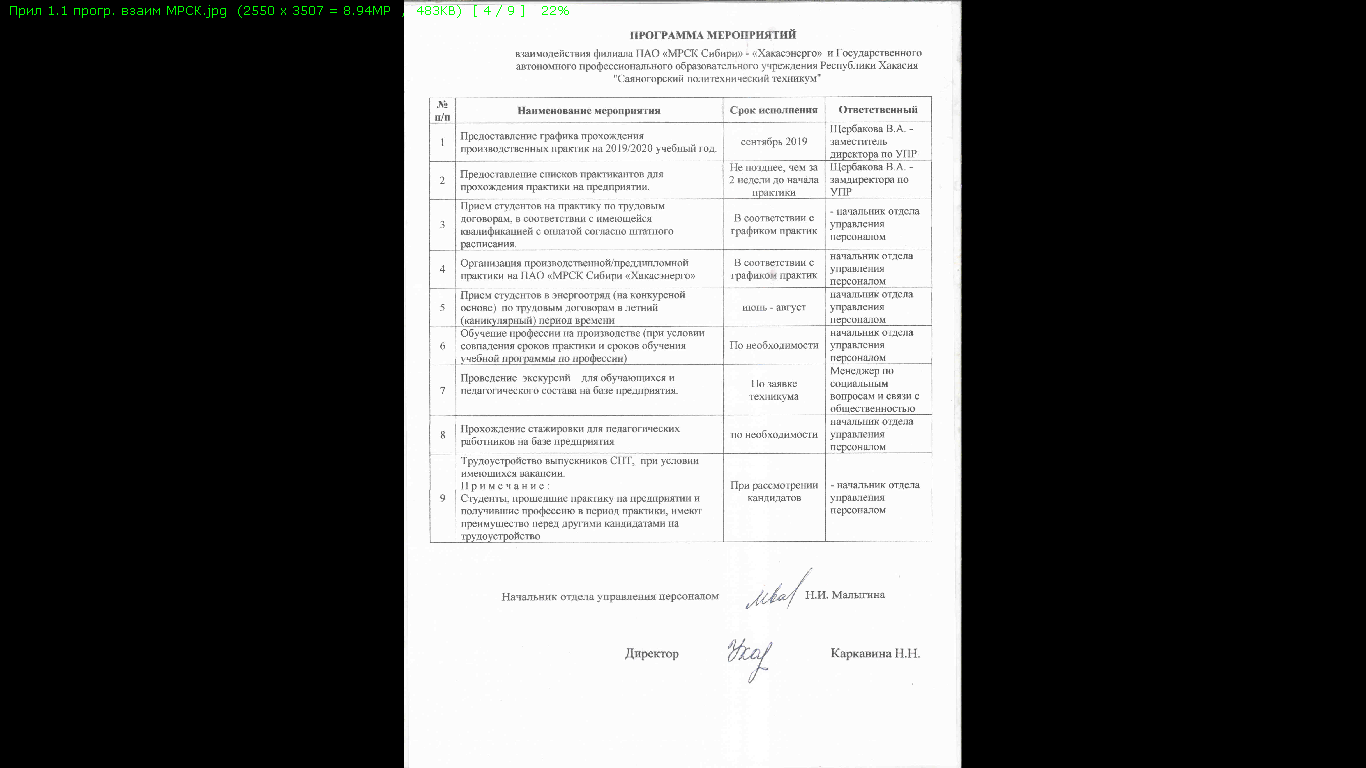 Прил 1.1 прогр. взаим МРСК.jpg (2550 x 3507 = 8.94MP , 483KB) [ 4 / 9 ] 22%
ПРОГРАММА МЕРОПРИЯТИЙ
взаимодействия филиала ПАО «МРСК Сибири» - «Хакасэнерго» и Государственного
автономного профессионального образовательного учреждения Республики Хакасия
"Саяногорский политехнический техникум"
№
п/п
Наименование мероприятия
Срок исполнения
Ответственный
1
Предоставление графика прохождения
производственных практик на 2019/2020 учебный год.
сентябрь 2019
Щербакова В.А. -
заместитель
директора по УПР
2
Предоставление списков практикантов для
прохождения практики на предприятии.
Не позднее, чем за
2 недели до начала
практики
Щербакова В.А. -
замдиректора по
УПР
3
Прием студентов на практику по трудовым
договорам, в соответствии с имеющейся
квалификацией с оплатой согласно штатного
расписания.
В соответствии с
графиком практик
- начальник отдела
управления
персоналом
4
Организация производственной/преддипломной
практики на ПАО «МРСК Сибири «Хакасэнерго»
В соответствии с
графиком практик
начальник отдела
управления
персоналом
5
Прием студентов в энергоотряд (на конкурсной
основе) по трудовым договорам в летний
(каникулярный) период времени
июнь - август
начальник отдела
управления
персоналом
6
Обучение профессии на производстве (при условии
совпадения сроков практики и сроков обучения
учебной программы по профессии)
По необходимости
начальник отдела
управления
персоналом
7
Проведение экскурсий для обучающихся и
педагогического состава на базе предприятия.
По заявке
техникума
Менеджер по
социальным
вопросам и связи с
общественностью
8
Прохождение стажировки для педагогических
работников на базе предприятия
по необходимости
начальник отдела
управления
персоналом
9
Трудоустройство выпускников СПТ, при условии
имеющихся вакансии.
П р и м е ч а н и е :
Студенты, прошедшие практику на предприятии и
получившие профессию в период практики, имеют
преимущество перед другими кандидатами на
трудоустройство
При рассмотрении
кандидатов
- начальник отдела
управления
персоналом
Начальник отдела управления персоналом
Н.И. Малыгина
Директор
Каркавина Н.Н.